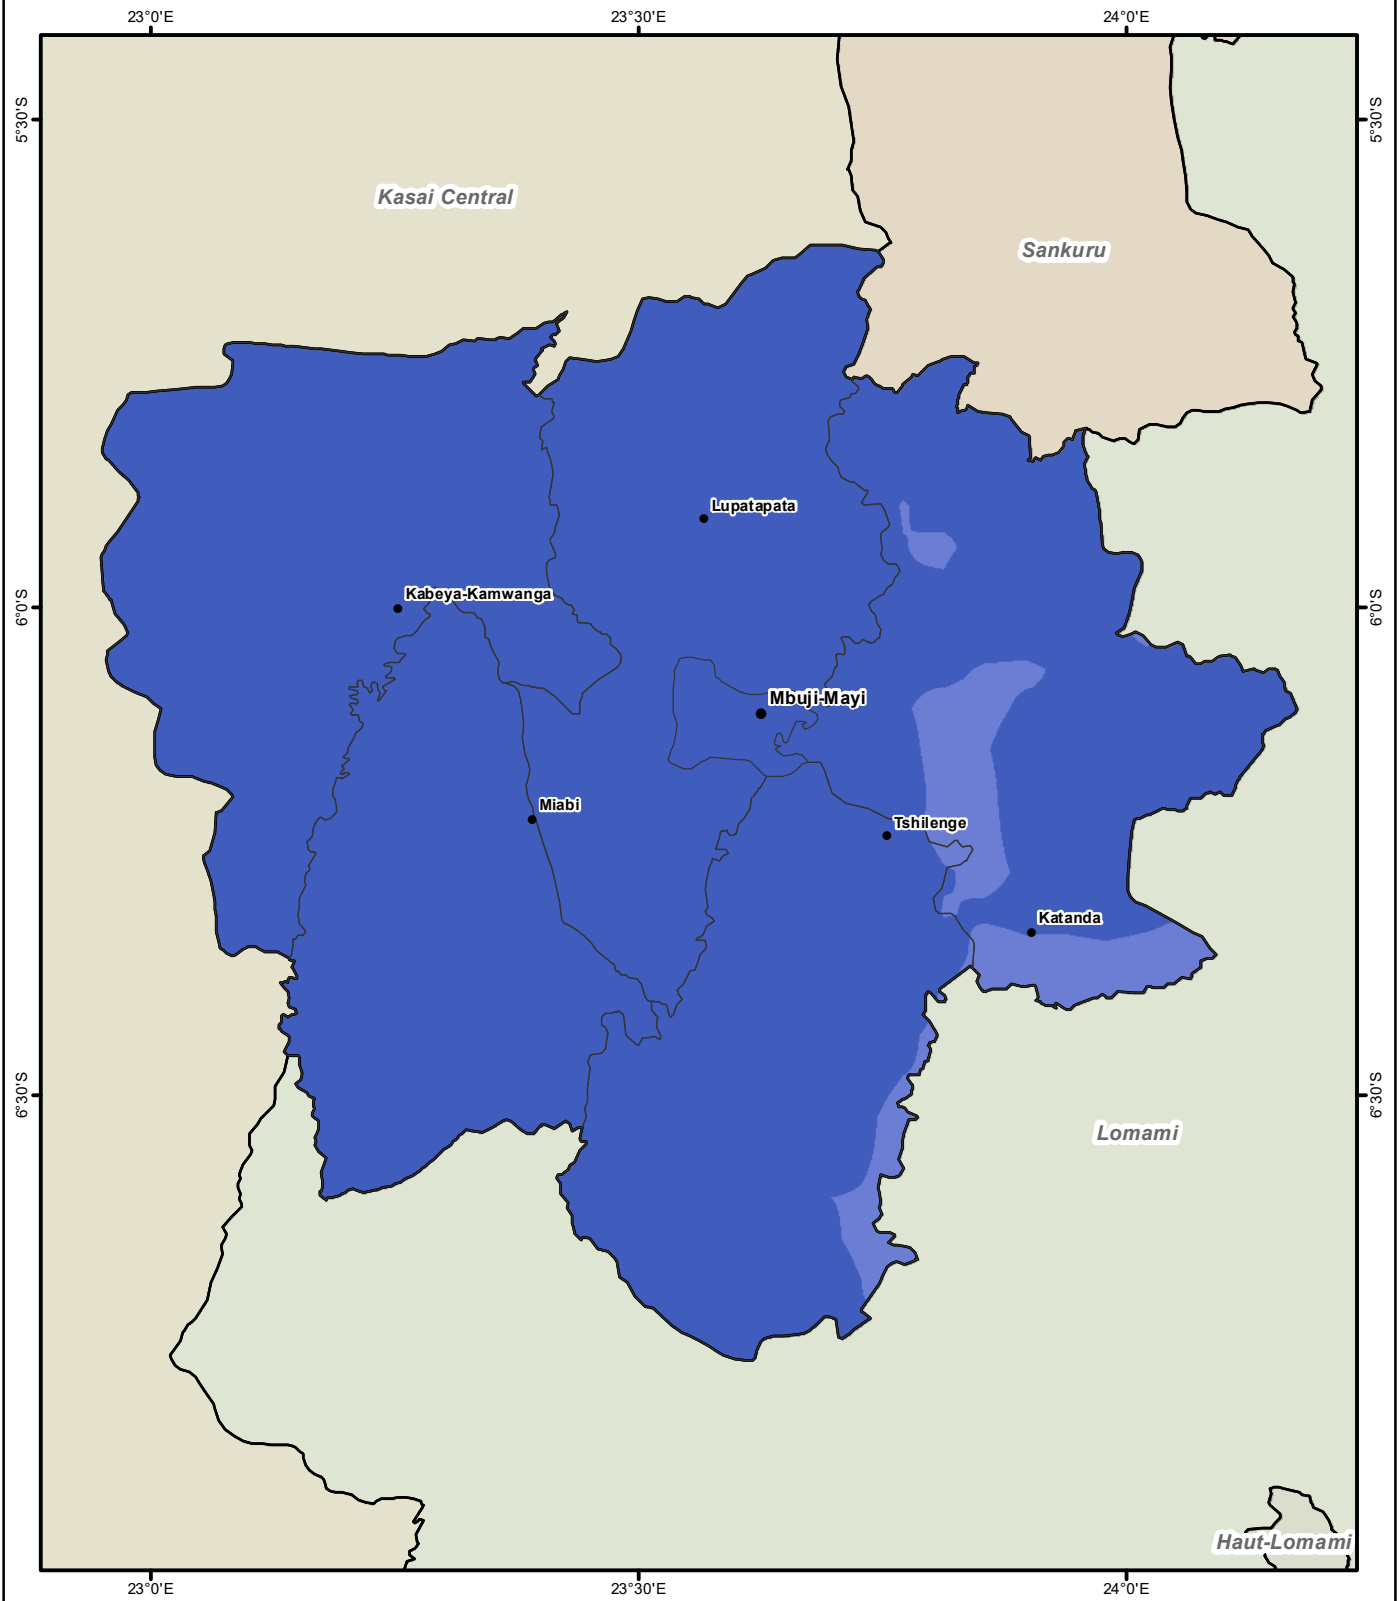 23°0'E
23°30'E
24°0'E
5°30'S
5°30'S
Kasai Central
Sankuru
Lupatapata
Kabeya-Kamwanga
6°0'S
6°0'S
Mbuji-Mayi
Miabi
Tshilenge
Katanda
6°30'S
6°30'S
Lomami
Haut-Lomami
23°0'E
23°30'E
24°0'E